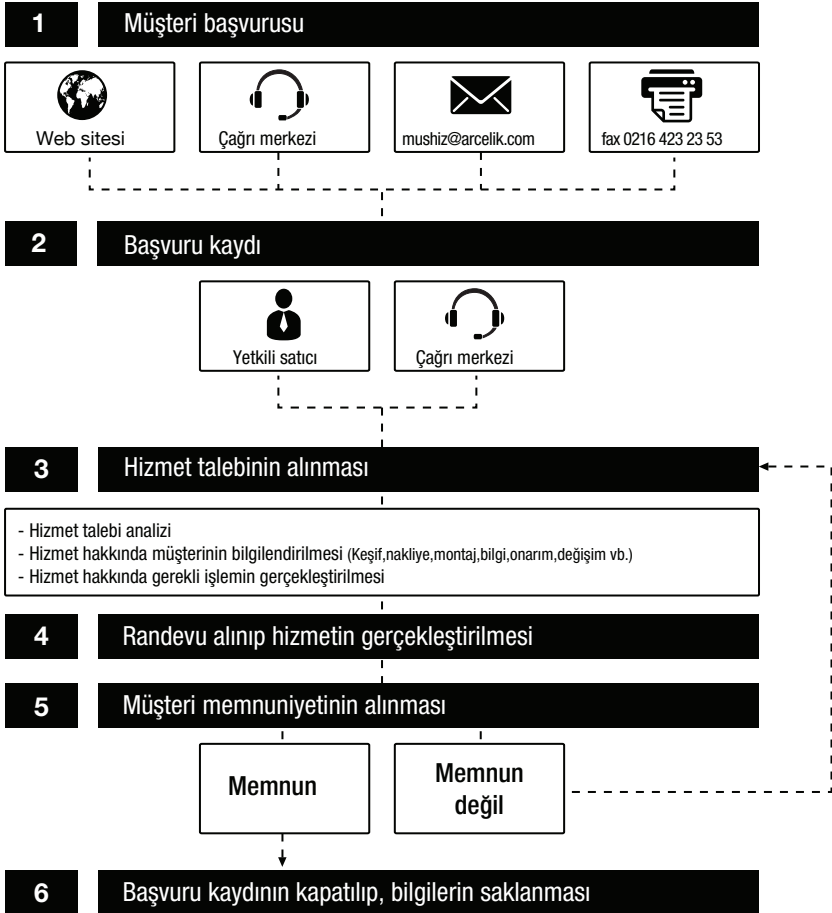 1 Müşteri başvurusu
Web sitesi
Çağrı merkezi
mushiz@arcelik.com
fax 0216 423 23 53
2 Başvuru kaydı
Yetkili satıcı
Çağrı merkezi
3 Hizmet talebinin alınması
- Hizmet talebi analizi
- Hizmet hakkında müşterinin bilgilendirilmesi (Keşif,nakliye,montaj,bilgi,onarım,değişim vb.)
- Hizmet hakkında gerekli işlemin gerçekleştirilmesi
4 Randevu alınıp hizmetin gerçekleştirilmesi
5 Müşteri memnuniyetinin alınması
Memnun
Memnun
değil
6 Başvuru kaydının kapatılıp, bilgilerin saklanması